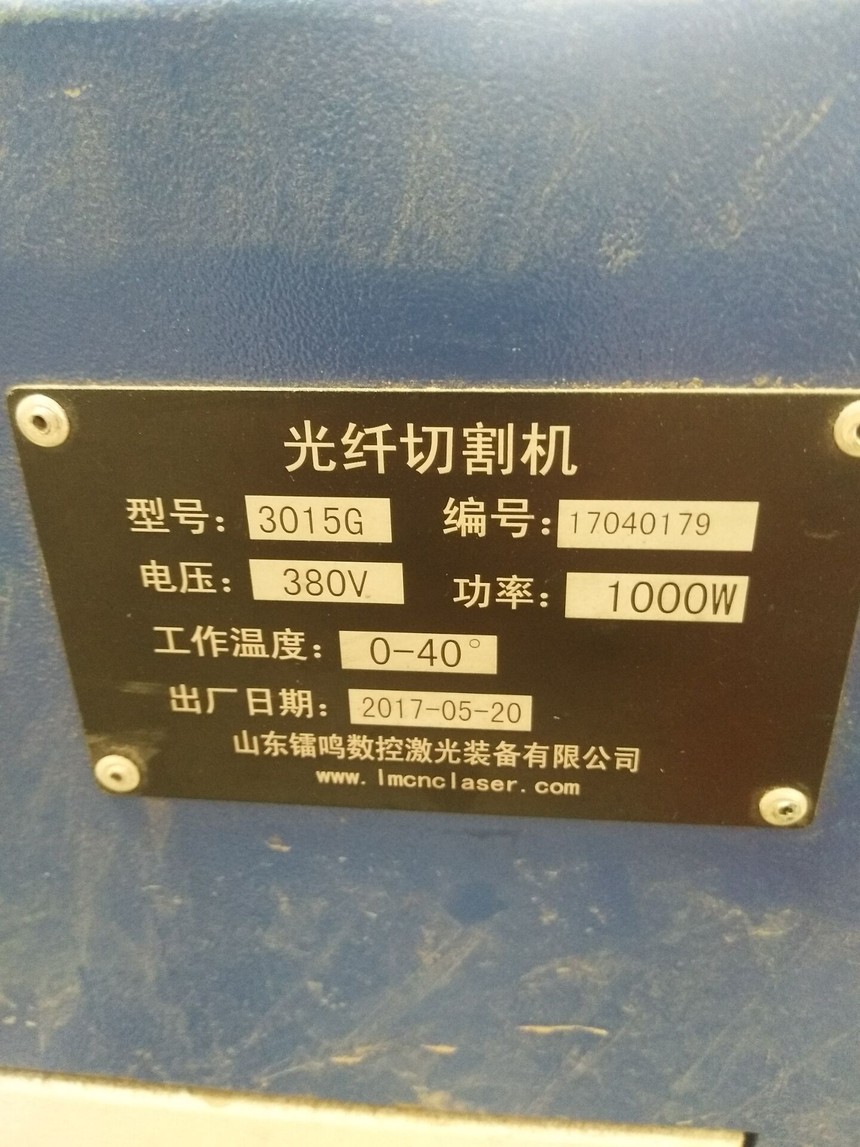 光纤切割机
型号：3015G 编号：17040179
电压：380V 功率：1000W
工作温度：0-40°
出厂日期：2017-05-20
山东镭鸣数控激光装备有限公司
www.lmcnclaser.com